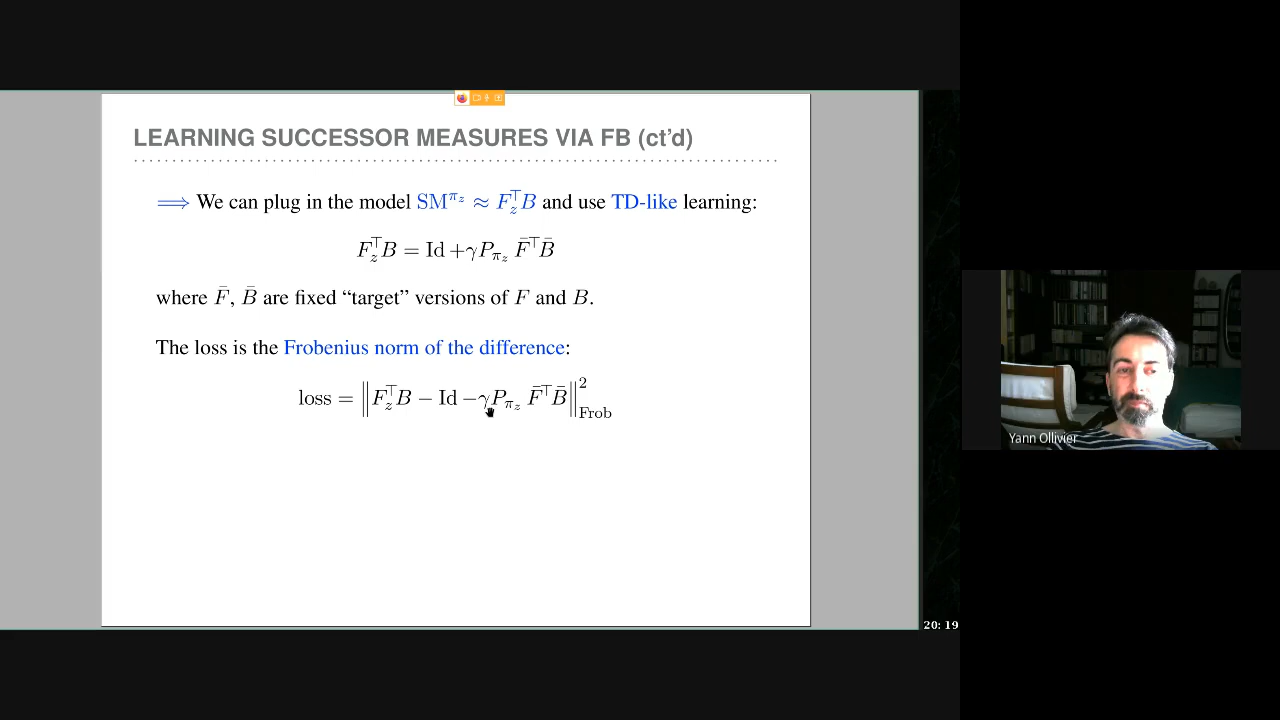 LEARNING SUCCESSOR MEASURES VIA FB (ct'd)
⟹ We can plug in the model SM^{π_z} ≈ F_z^⊤B and use TD-like learning:
F_z^⊤B = Id +γP_{π_z} F̄^⊤B̄
where F̄, B̄ are fixed “target” versions of F and B.
The loss is the Frobenius norm of the difference:
loss = ‖F_z^⊤B − Id −γP_{π_z} F̄^⊤B̄‖²_Frob
Yann Ollivier
20: 19